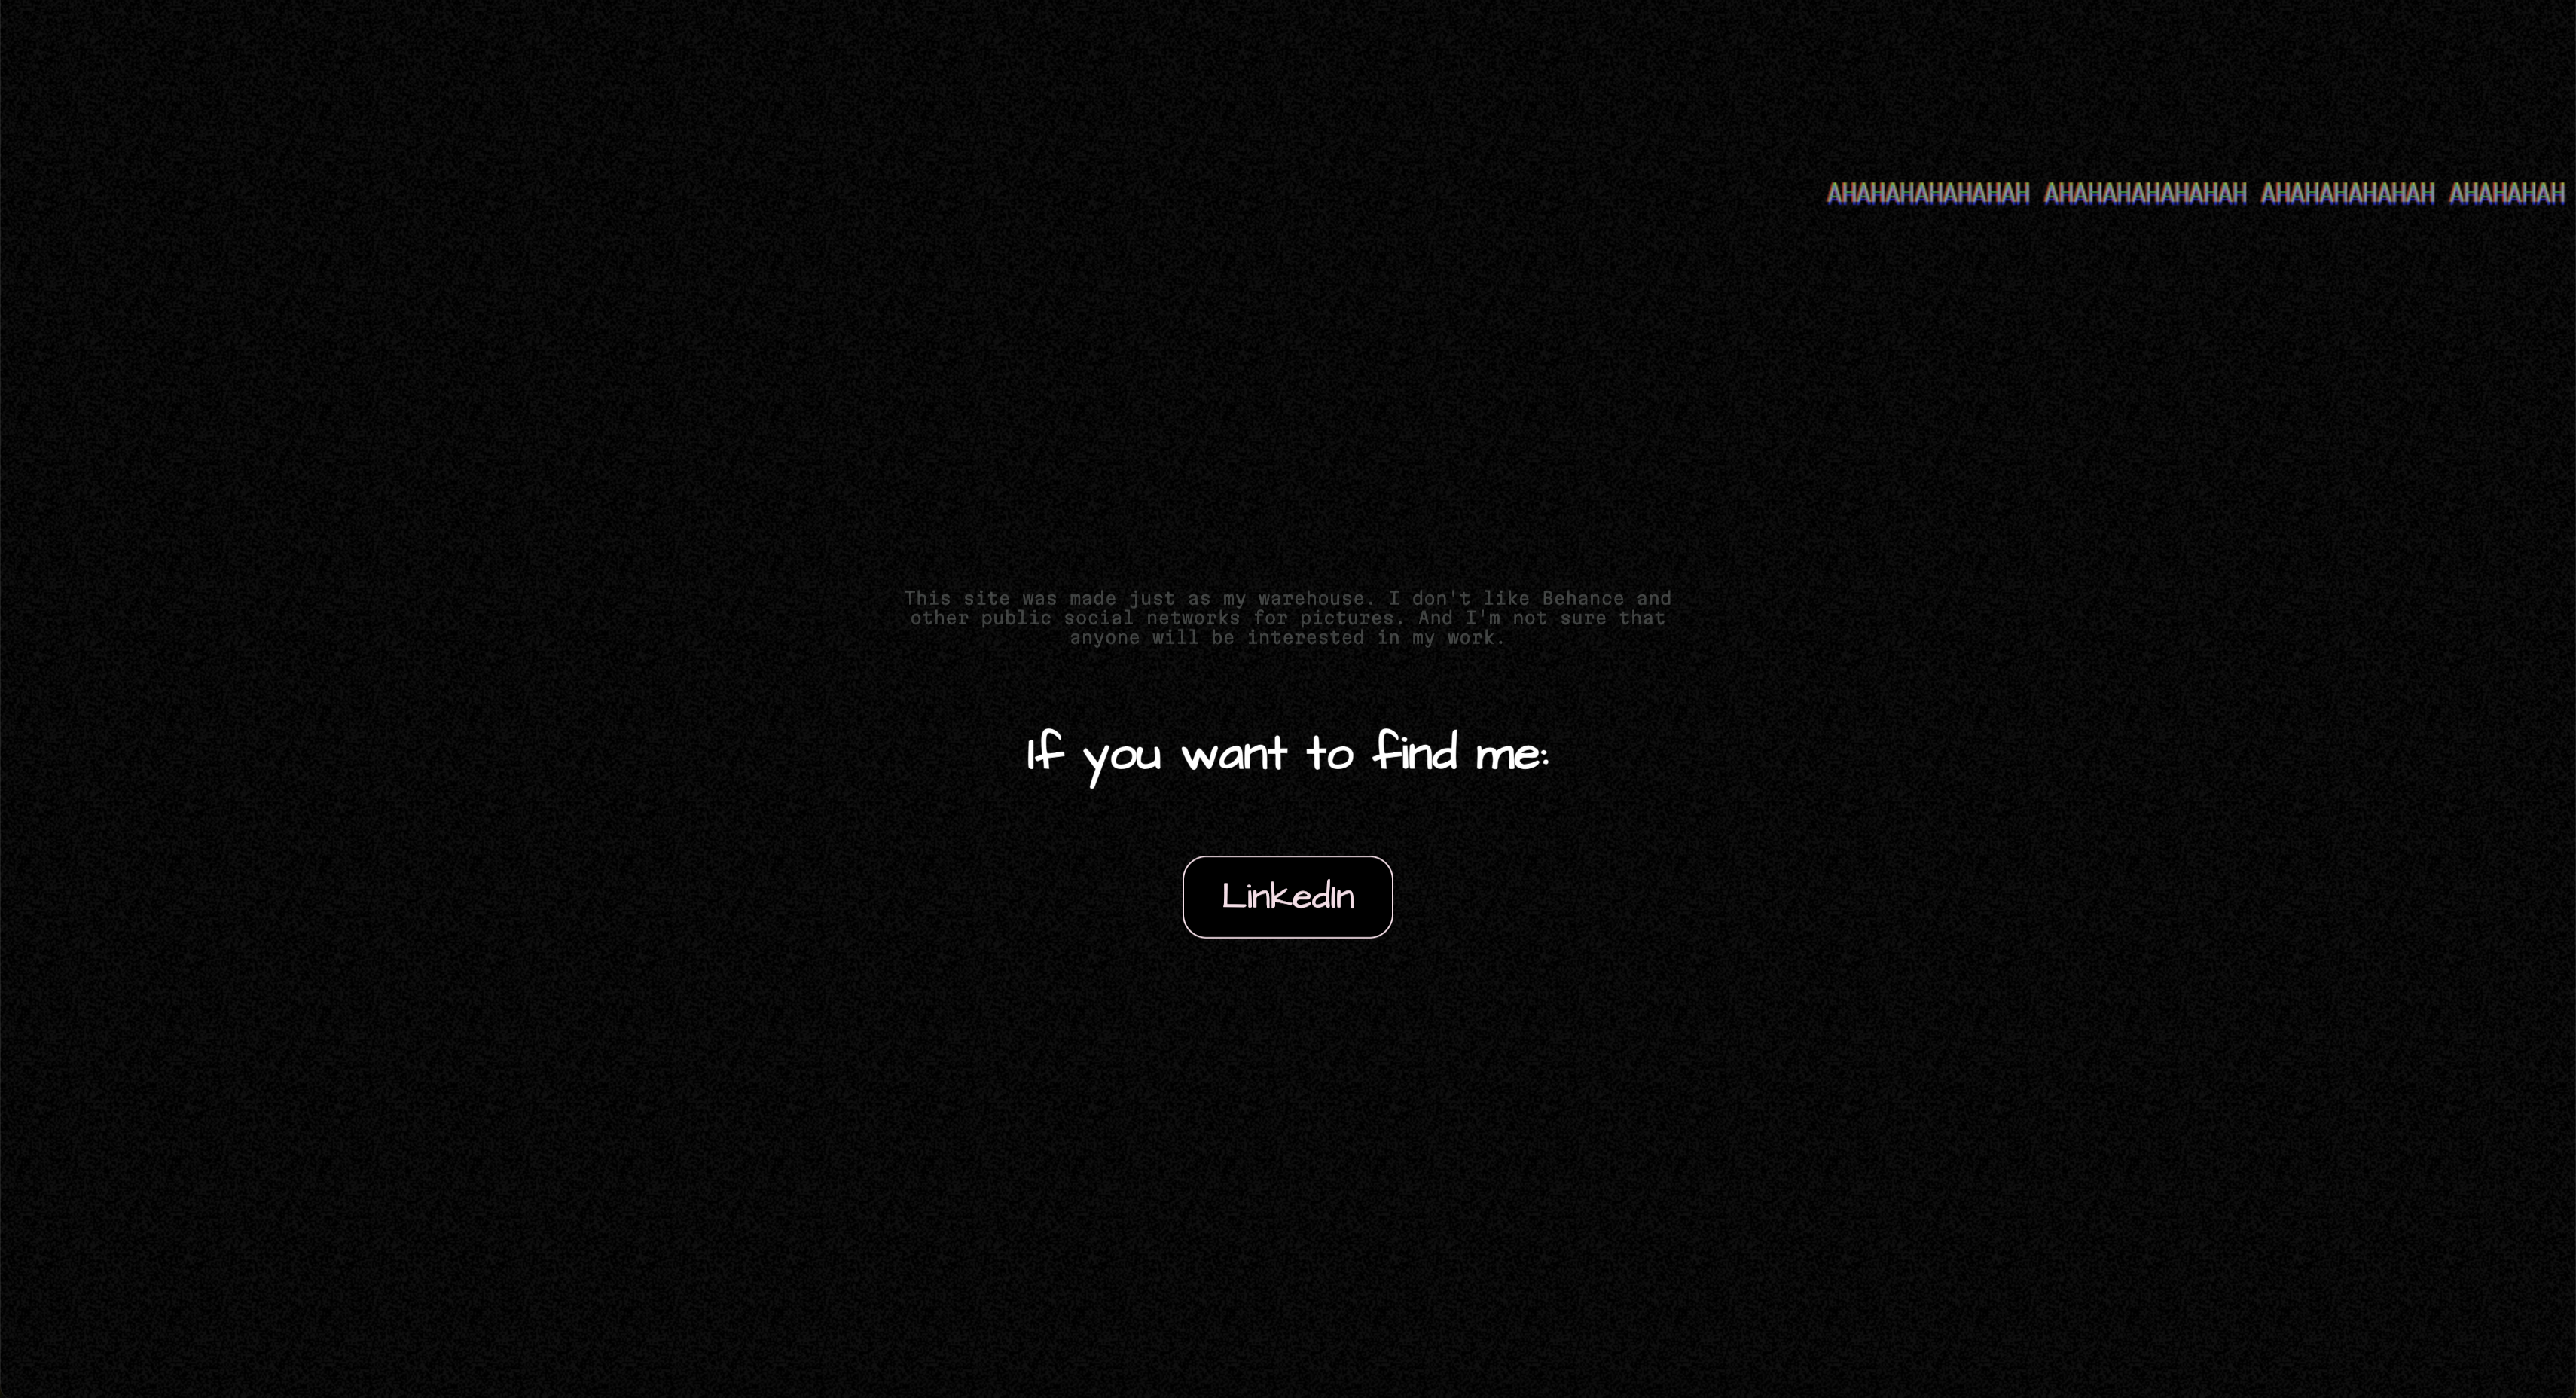 AHAHAHAHAHAHAH AHAHAHAHAHAHAH AHAHAHAHAHAH AHAHAHAH
This site was made just as my warehouse. I don't like Behance and
other public social networks for pictures. And I'm not sure that
anyone will be interested in my work.
If you want to find me:
LinkedIn